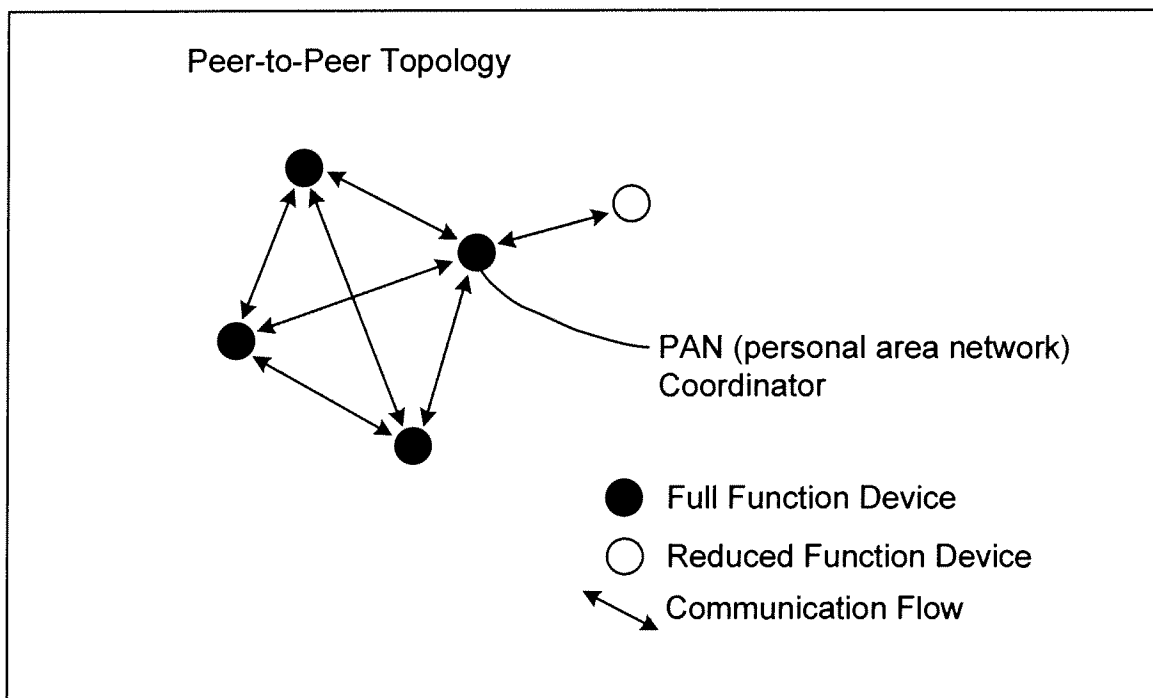 Peer-to-Peer Topology
PAN (personal area network)
Coordinator
Full Function Device
Reduced Function Device
Communication Flow